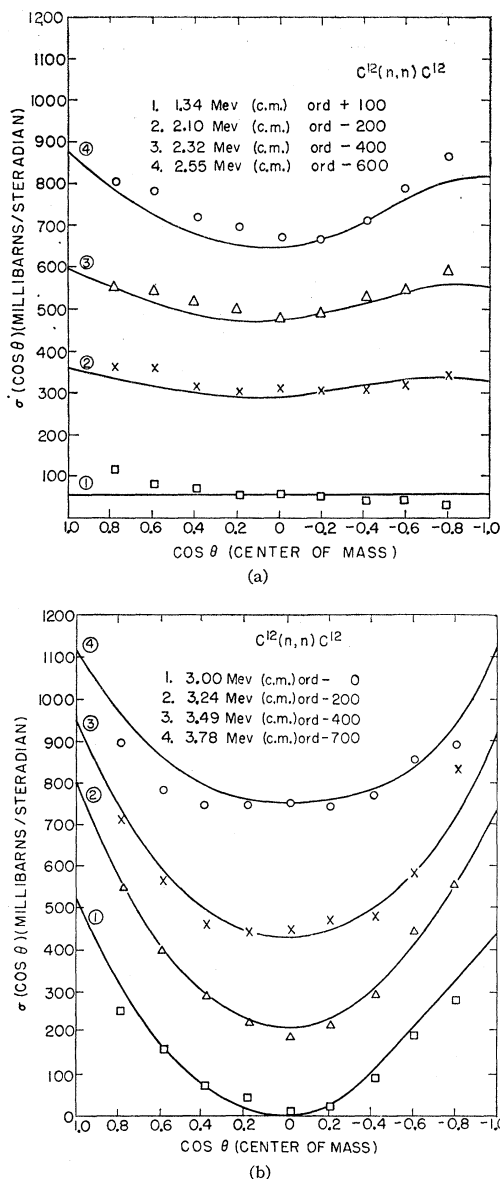 1200
1100
1000
900
800
700
600
500
400
300
200
100
σ (COS θ) (MILLIBARNS/STERADIAN)
C¹²(n,n) C¹²
1. 1.34 Mev (c.m.) ord + 100
2. 2.10 Mev (c.m.) ord - 200
3. 2.32 Mev (c.m.) ord - 400
4. 2.55 Mev (c.m.) ord - 600
④
③
②
①
1.0 0.8 0.6 0.4 0.2 0 -0.2 -0.4 -0.6 -0.8 -1.0
COS θ (CENTER OF MASS)
(a)
1200
1100
1000
900
800
700
600
500
400
300
200
100
0
σ (COS θ) (MILLIBARNS/STERADIAN)
C¹²(n,n) C¹²
1. 3.00 Mev (c.m.) ord - 0
2. 3.24 Mev (c.m.) ord - 200
3. 3.49 Mev (c.m.) ord - 400
4. 3.78 Mev (c.m.) ord - 700
④
③
②
①
1.0 0.8 0.6 0.4 0.2 0 -0.2 -0.4 -0.6 -0.8 -1.0
COS θ (CENTER OF MASS)
(b)